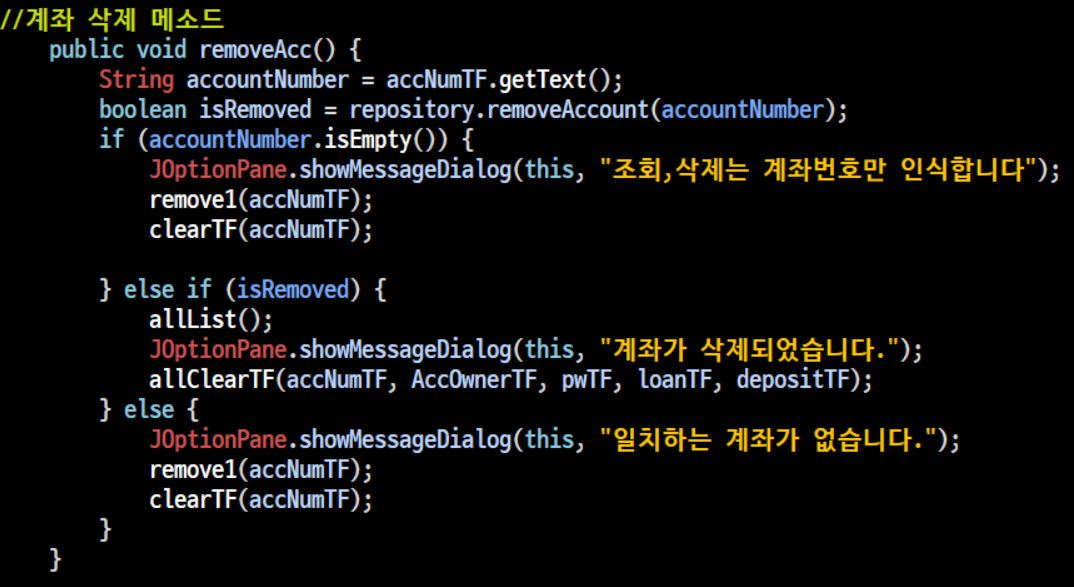 //계좌 삭제 메소드
public void removeAcc() {
String accountNumber = accNumTF.getText();
boolean isRemoved = repository.removeAccount(accountNumber);
if (accountNumber.isEmpty()) {
JOptionPane.showMessageDialog(this, "조회,삭제는 계좌번호만 인식합니다");
remove1(accNumTF);
clearTF(accNumTF);
} else if (isRemoved) {
allList();
JOptionPane.showMessageDialog(this, "계좌가 삭제되었습니다.");
allClearTF(accNumTF, AccOwnerTF, pwTF, loanTF, depositTF);
} else {
JOptionPane.showMessageDialog(this, "일치하는 계좌가 없습니다.");
remove1(accNumTF);
clearTF(accNumTF);
}
}